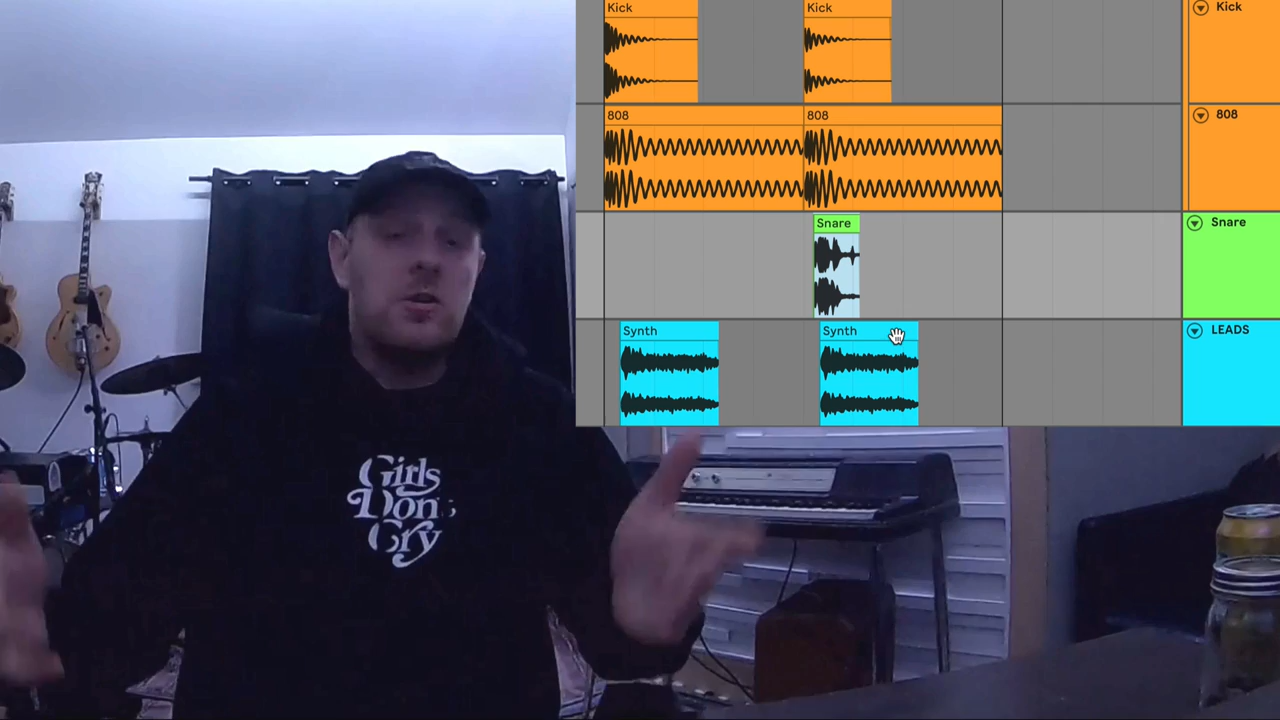 Kick
Kick
Kick
808
808
808
Snare
Snare
Synth
Synth
LEADS
Girls
Don't
Cry